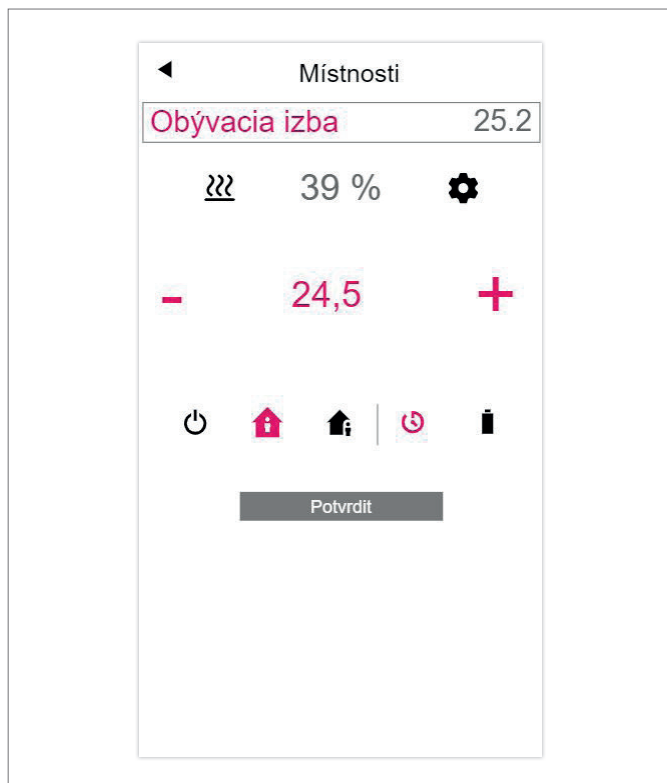 Místnosti
Obývacia izba 25.2
39 %
- 24,5 +
Potvrdit